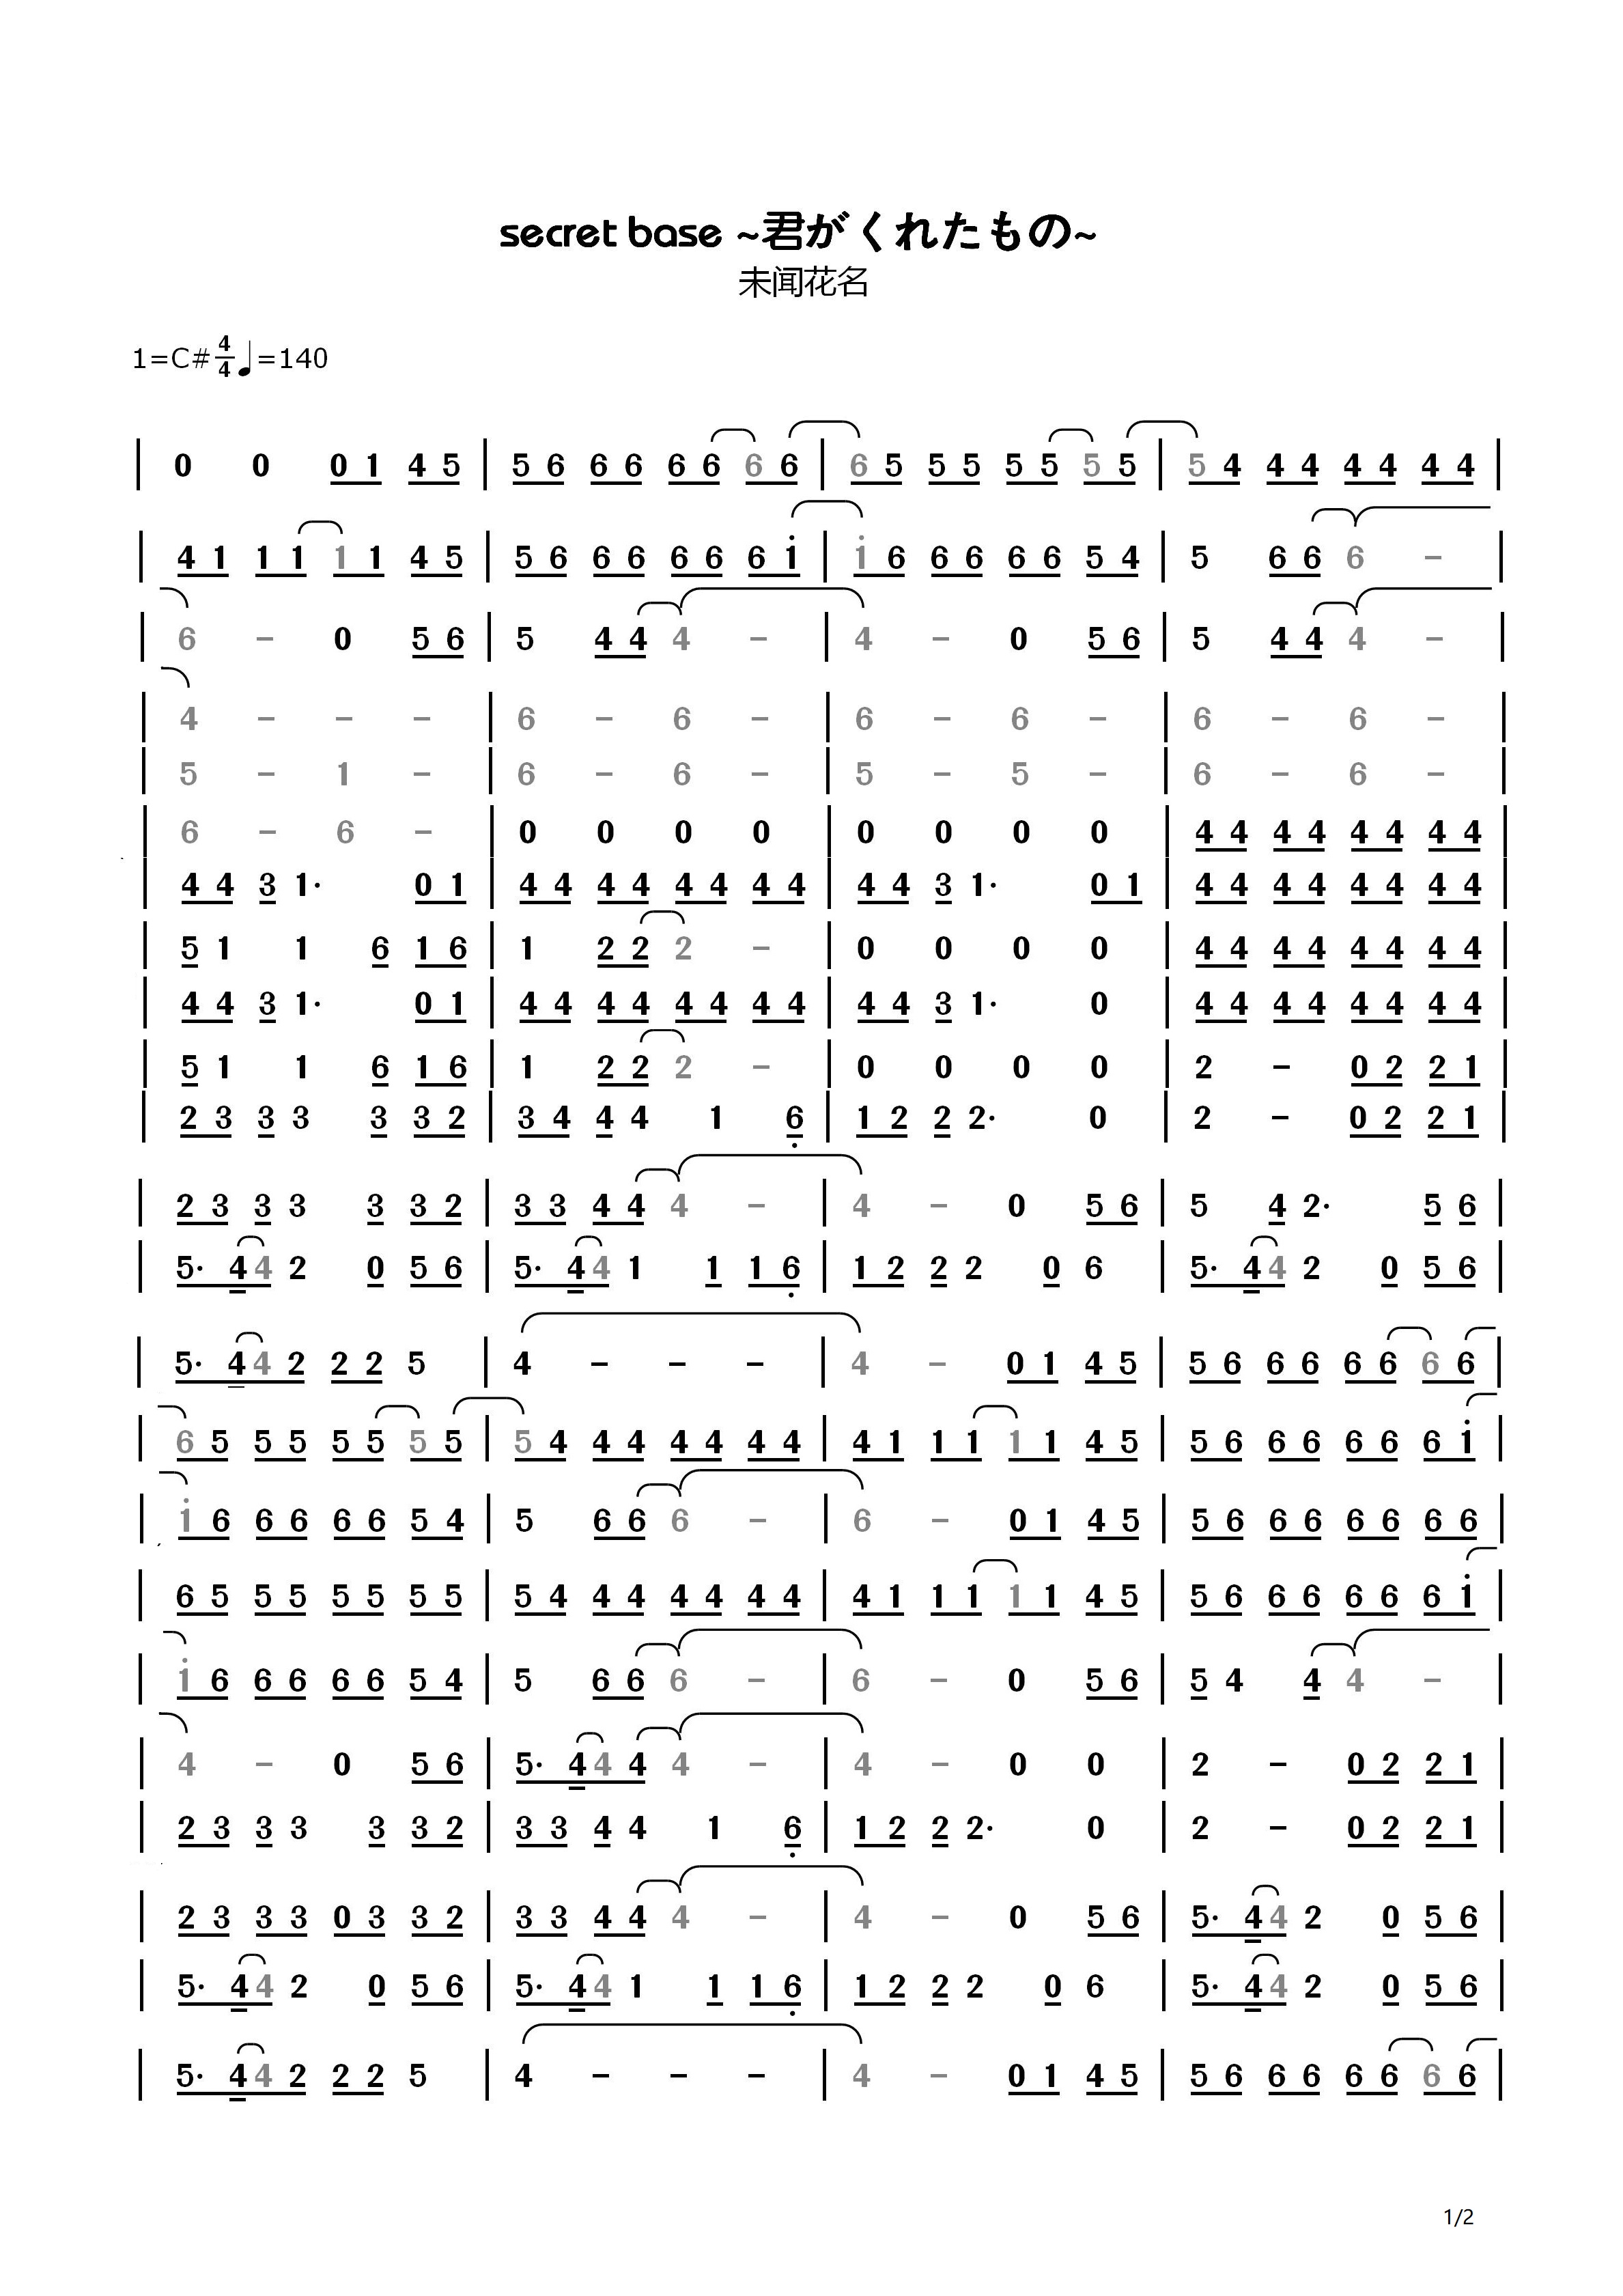 secret base ~君がくれたもの~
未闻花名
1=C# 4/4 ♩=140
| 0 0 0 1 4 5 | 5 6 6 6 6 6 6 6 | 6 5 5 5 5 5 5 5 | 5 4 4 4 4 4 4 4 |
| 4 1 1 1 1 1 4 5 | 5 6 6 6 6 6 6 i | i 6 6 6 6 6 5 4 | 5 6 6 6 - |
| 6 - 0 5 6 | 5 4 4 4 - | 4 - 0 5 6 | 5 4 4 4 - |
| 4 - - - | 6 - 6 - | 6 - 6 - | 6 - 6 - |
| 5 - 1 - | 6 - 6 - | 5 - 5 - | 6 - 6 - |
| 6 - 6 - | 0 0 0 0 | 0 0 0 0 | 4 4 4 4 4 4 4 4 |
| 4 4 3 1· 0 1 | 4 4 4 4 4 4 4 4 | 4 4 3 1· 0 1 | 4 4 4 4 4 4 4 4 |
| 5 1 1 6 1 6 | 1 2 2 2 - | 0 0 0 0 | 4 4 4 4 4 4 4 4 |
| 4 4 3 1· 0 1 | 4 4 4 4 4 4 4 4 | 4 4 3 1· 0 | 4 4 4 4 4 4 4 4 |
| 5 1 1 6 1 6 | 1 2 2 2 - | 0 0 0 0 | 2 - 0 2 2 1 |
| 2 3 3 3 3 3 2 | 3 4 4 4 1 6̣ | 1 2 2 2· 0 | 2 - 0 2 2 1 |
| 2 3 3 3 3 3 2 | 3 3 4 4 4 - | 4 - 0 5 6 | 5 4 2· 5 6 |
| 5· 4 4 2 0 5 6 | 5· 4 4 1 1 1 6̣ | 1 2 2 2 0 6 | 5· 4 4 2 0 5 6 |
| 5· 4 4 2 2 2 5 | 4 - - - | 4 - 0 1 4 5 | 5 6 6 6 6 6 6 6 |
| 6 5 5 5 5 5 5 5 | 5 4 4 4 4 4 4 4 | 4 1 1 1 1 1 4 5 | 5 6 6 6 6 6 6 i |
| i 6 6 6 6 6 5 4 | 5 6 6 6 - | 6 - 0 1 4 5 | 5 6 6 6 6 6 6 6 |
| 6 5 5 5 5 5 5 5 | 5 4 4 4 4 4 4 4 | 4 1 1 1 1 1 4 5 | 5 6 6 6 6 6 6 i |
| i 6 6 6 6 6 5 4 | 5 6 6 6 - | 6 - 0 5 6 | 5 4 4 4 - |
| 4 - 0 5 6 | 5· 4 4 4 4 - | 4 - 0 0 | 2 - 0 2 2 1 |
| 2 3 3 3 3 3 2 | 3 3 4 4 1 6̣ | 1 2 2 2· 0 | 2 - 0 2 2 1 |
| 2 3 3 3 0 3 3 2 | 3 3 4 4 4 - | 4 - 0 5 6 | 5· 4 4 2 0 5 6 |
| 5· 4 4 2 0 5 6 | 5· 4 4 1 1 1 6̣ | 1 2 2 2 0 6 | 5· 4 4 2 0 5 6 |
| 5· 4 4 2 2 2 5 | 4 - - - | 4 - 0 1 4 5 | 5 6 6 6 6 6 6 6 |
1/2